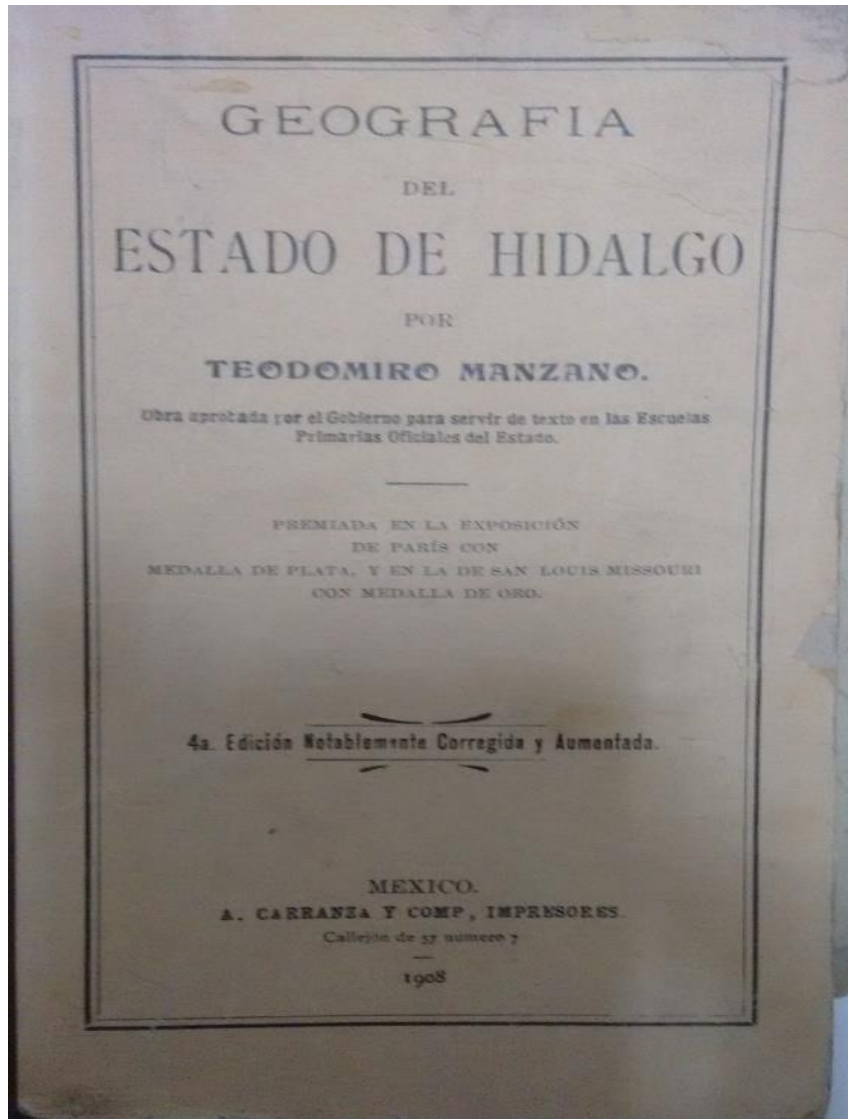 GEOGRAFIA
DEL
ESTADO DE HIDALGO
POR
TEODOMIRO MANZANO.
Obra aprobada por el Gobierno para servir de texto en las Escuelas
Primarias Oficiales del Estado.
PREMIADA EN LA EXPOSICIÓN
DE PARÍS CON
MEDALLA DE PLATA, Y EN LA DE SAN LOUIS MISSOURI
CON MEDALLA DE ORO.
4a. Edición Notablemente Corregida y Aumentada.
MEXICO.
A. CARRANZA Y COMP, IMPRESORES.
Callejón de 57 numero 7
1908